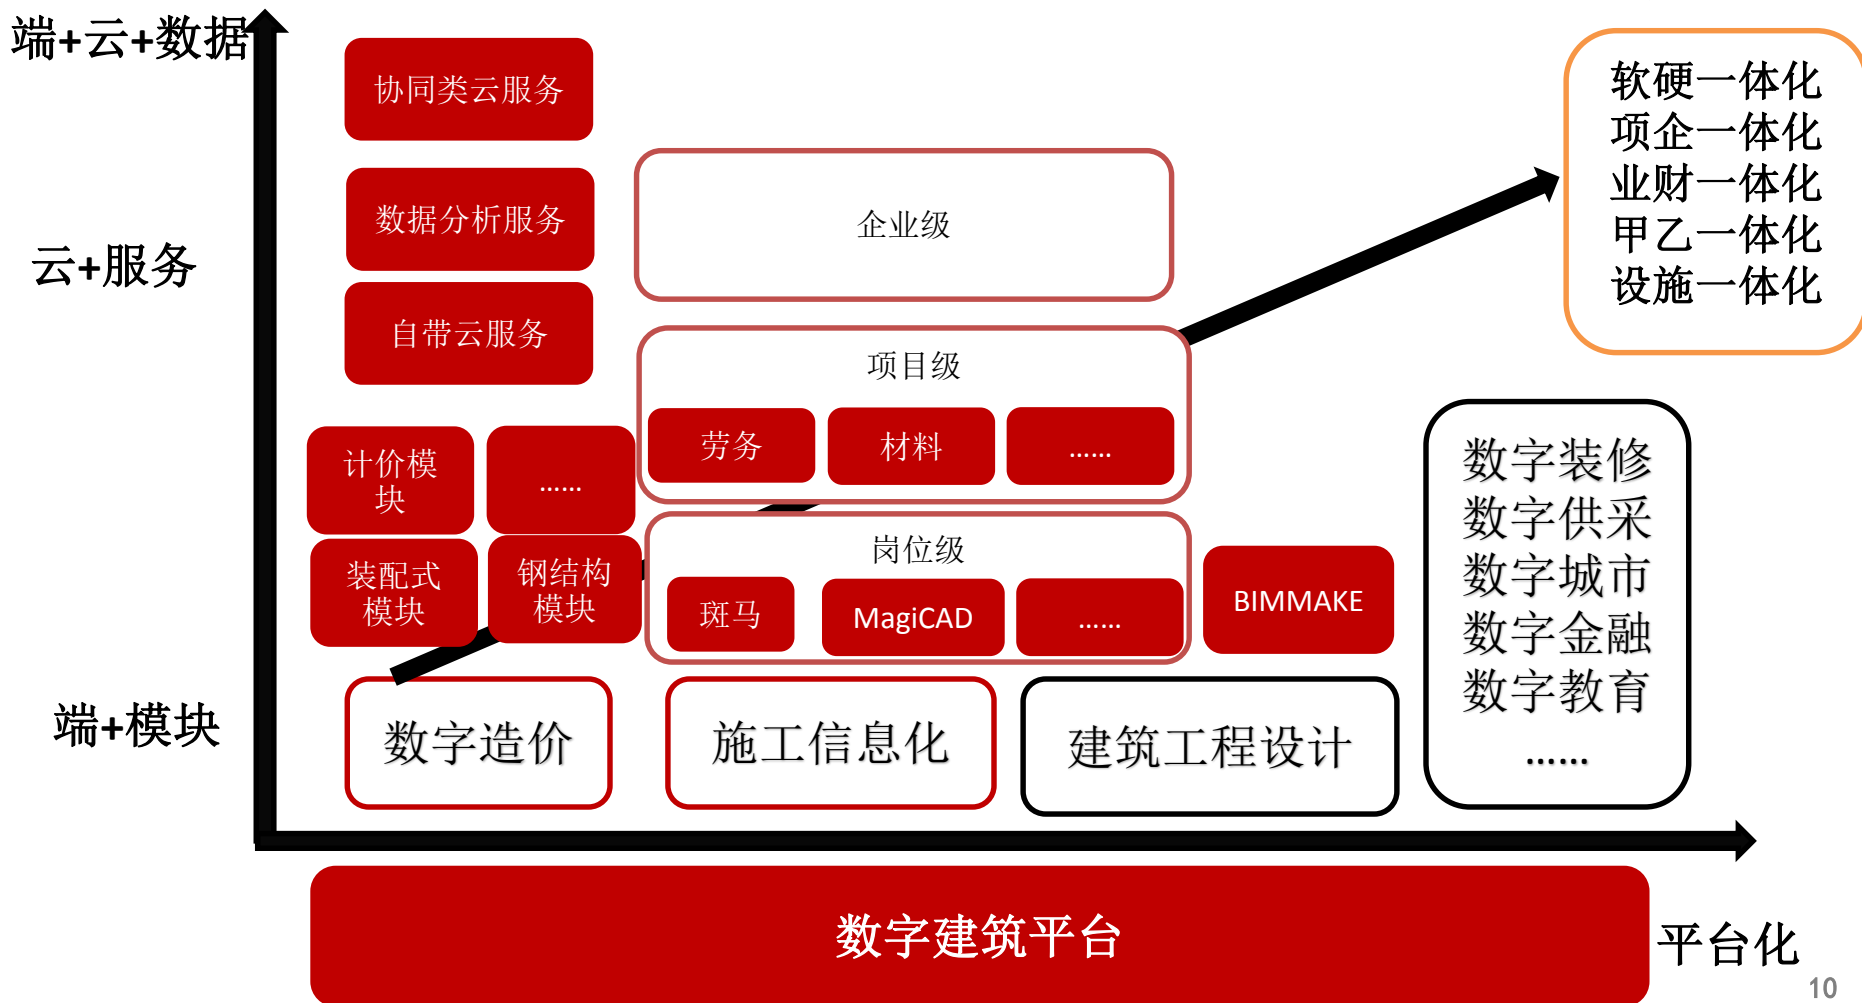 端+云+数据
云+服务
端+模块
协同类云服务
数据分析服务
自带云服务
计价模
块
......
装配式
模块
钢结构
模块
企业级
项目级
劳务
材料
......
岗位级
斑马
MagiCAD
......
BIMMAKE
数字造价
施工信息化
建筑工程设计
软硬一体化
项企一体化
业财一体化
甲乙一体化
设施一体化
数字装修
数字供采
数字城市
数字金融
数字教育
......
数字建筑平台
平台化
10